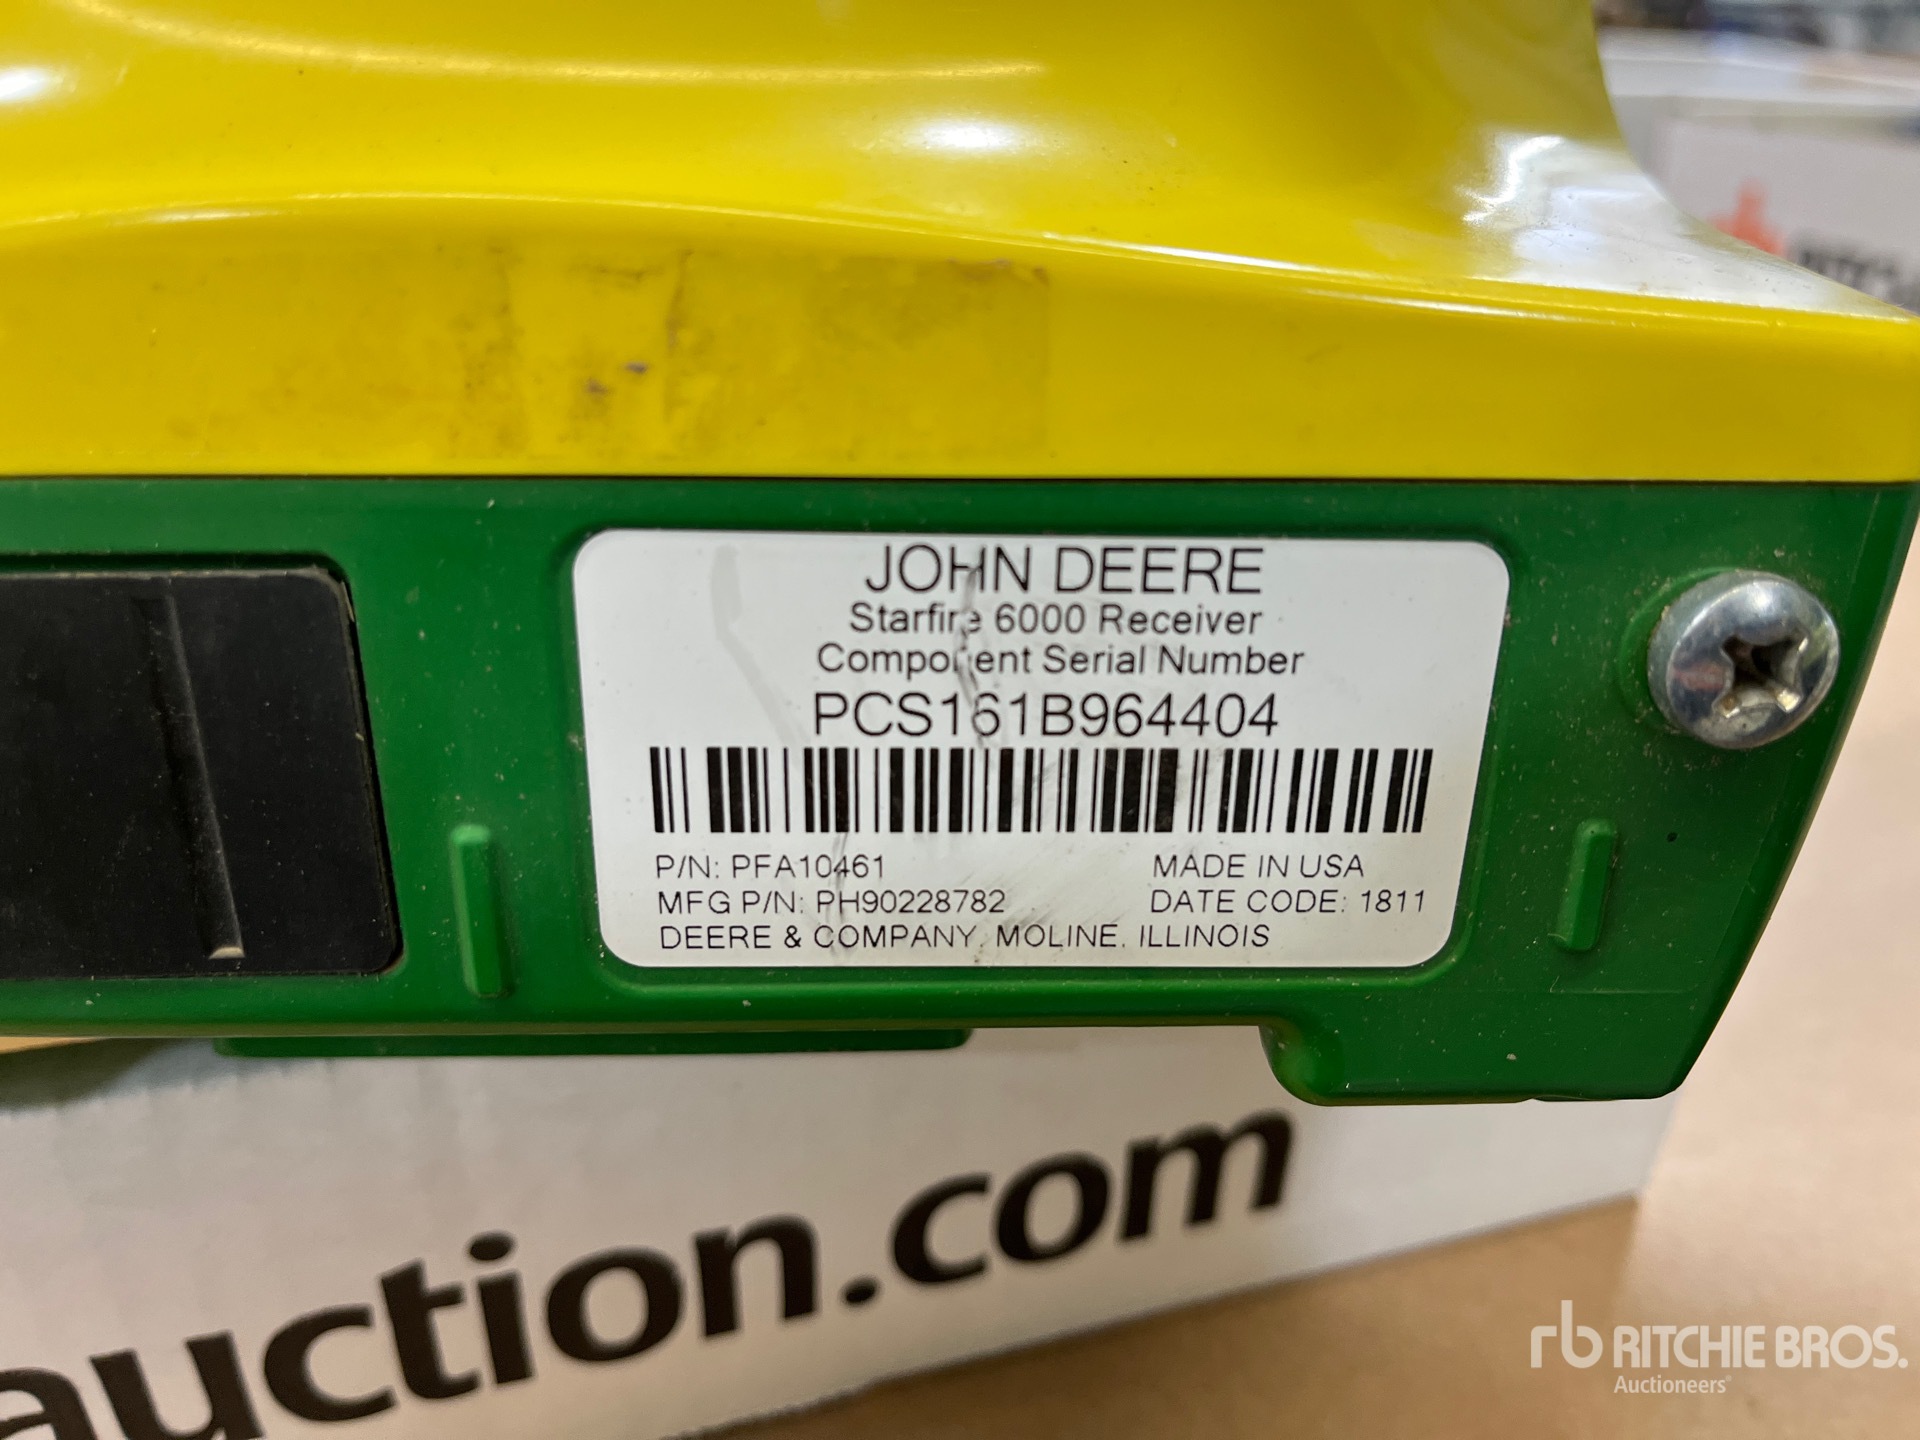 JOHN DEERE
Starfire 6000 Receiver
Component Serial Number
PCS161B964404
P/N: PFA10461
MADE IN USA
MFG P/N: PH90228782
DATE CODE: 1811
DEERE & COMPANY, MOLINE, ILLINOIS
auction.com
rb RITCHIE BROS.
Auctioneers